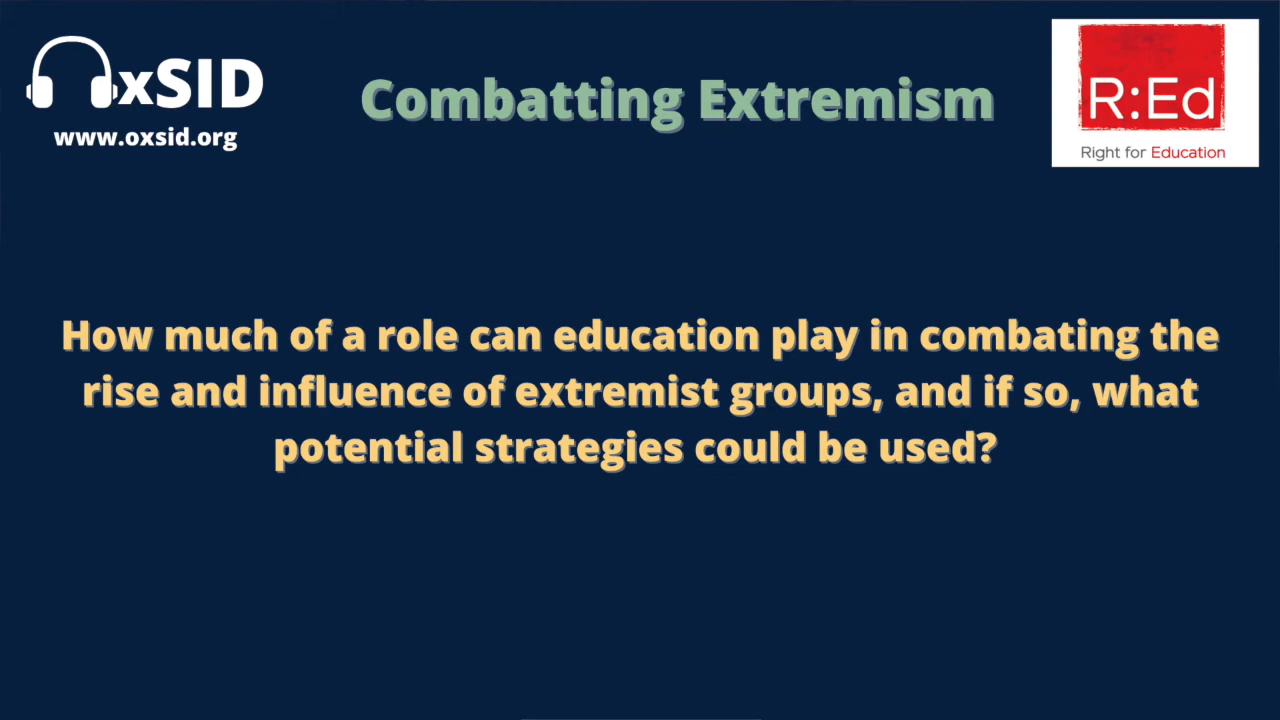 xSID
www.oxsid.org
Combatting Extremism
R:Ed
Right for Education
How much of a role can education play in combating the
rise and influence of extremist groups, and if so, what
potential strategies could be used?